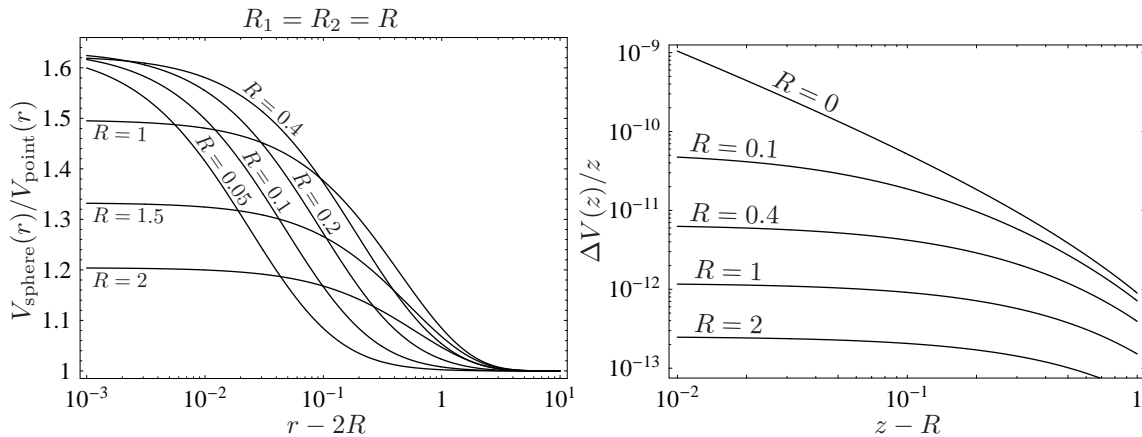 R₁ = R₂ = R
V_sphere(r)/V_point(r)
1.6
1.5
1.4
1.3
1.2
1.1
1
R = 0.4
R = 1
R = 0.05
R = 0.1
R = 0.2
R = 1.5
R = 2
10⁻³
10⁻²
10⁻¹
1
10
r − 2R
ΔV(z)/z
10⁻⁹
10⁻¹⁰
10⁻¹¹
10⁻¹²
10⁻¹³
R = 0
R = 0.1
R = 0.4
R = 1
R = 2
10⁻²
10⁻¹
1
z − R